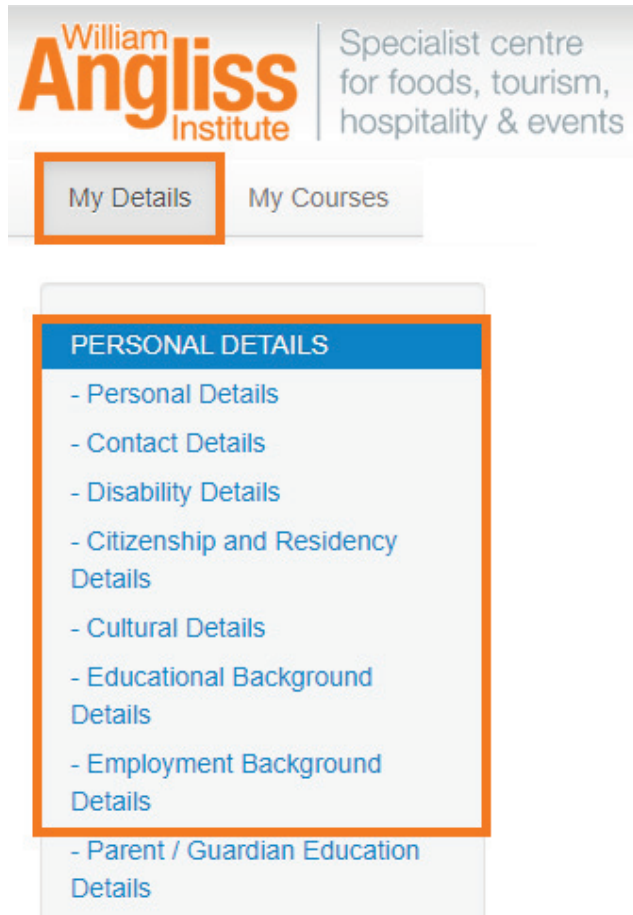 William
Angliss
Institute
Specialist centre
for foods, tourism,
hospitality & events
My Details
My Courses
PERSONAL DETAILS
- Personal Details
- Contact Details
- Disability Details
- Citizenship and Residency
Details
- Cultural Details
- Educational Background
Details
- Employment Background
Details
- Parent / Guardian Education
Details